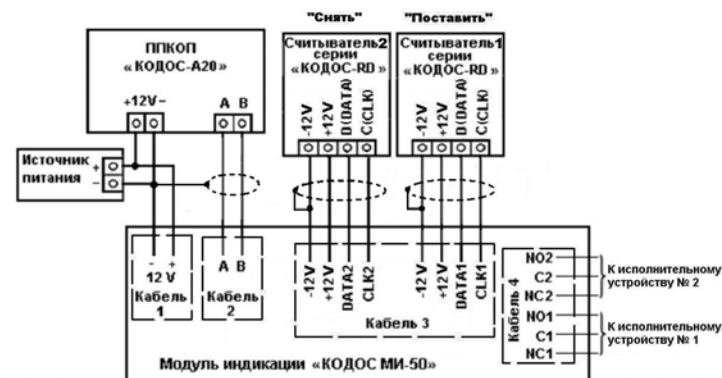 "Снять"
"Поставить"
ППКОП
«КОДОС-А20»
+12V-
A B
Считыватель2
серии
«КОДОС-RD»
-12V
+12V
D(DATA)
C(CLK)
Считыватель1
серии
«КОДОС-RD»
-12V
+12V
D(DATA)
C(CLK)
Источник
питания
+
-
- +
12 V
Кабель
1
A B
Кабель
2
-12V
+12V
DATA2
CLK2
-12V
+12V
DATA1
CLK1
Кабель 3
Кабель 4
NO2
C2
NC2
NO1
C1
NC1
К исполнительному
устройству № 2
К исполнительному
устройству № 1
Модуль индикации «КОДОС МИ-50»